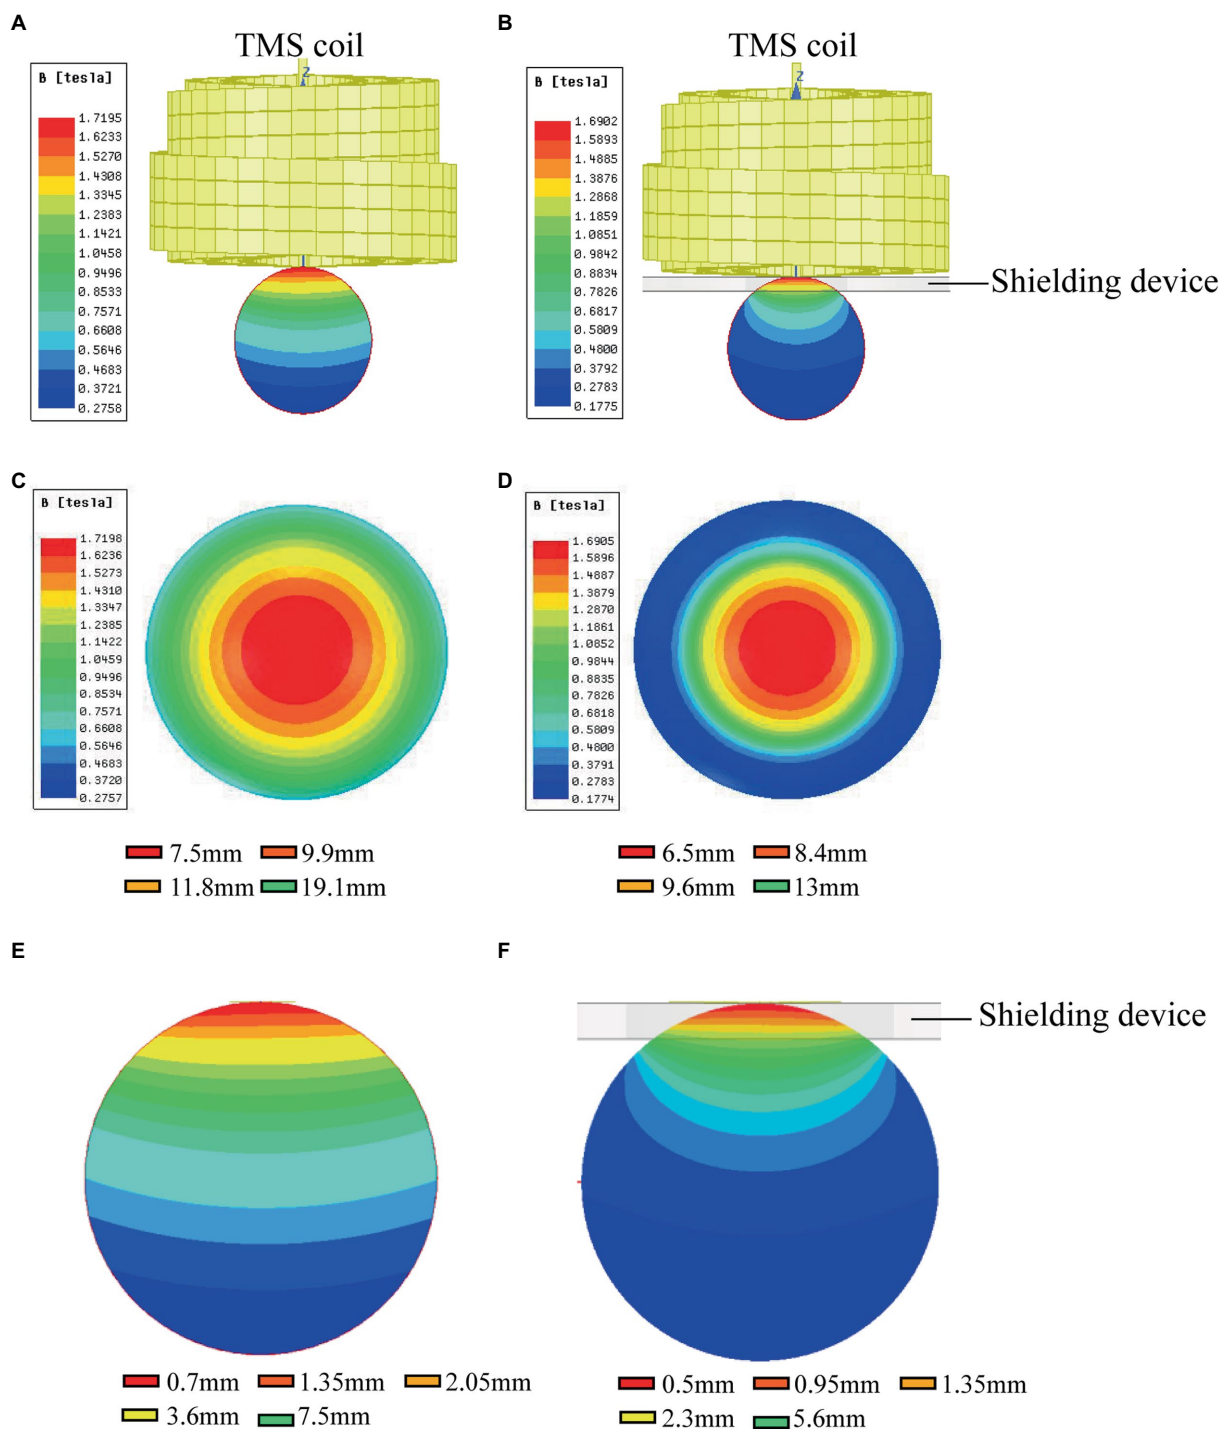 A
TMS coil
Z
B [tesla]
1.7195
1.6233
1.5270
1.4308
1.3345
1.2383
1.1421
1.0458
0.9496
0.8533
0.7571
0.6608
0.5646
0.4683
0.3721
0.2758
B
TMS coil
Z
B [tesla]
1.6902
1.5893
1.4885
1.3876
1.2868
1.1859
1.0851
0.9842
0.8834
0.7826
0.6817
0.5809
0.4800
0.3792
0.2783
0.1775
Shielding device
C
B [tesla]
1.7198
1.6236
1.5273
1.4310
1.3347
1.2385
1.1422
1.0459
0.9496
0.8534
0.7571
0.6608
0.5646
0.4683
0.3720
0.2757
7.5mm 9.9mm
11.8mm 19.1mm
D
B [tesla]
1.6905
1.5896
1.4887
1.3879
1.2870
1.1861
1.0852
0.9844
0.8835
0.7826
0.6818
0.5809
0.4800
0.3791
0.2783
0.1774
6.5mm 8.4mm
9.6mm 13mm
E
0.7mm 1.35mm 2.05mm
3.6mm 7.5mm
F
Shielding device
0.5mm 0.95mm 1.35mm
2.3mm 5.6mm